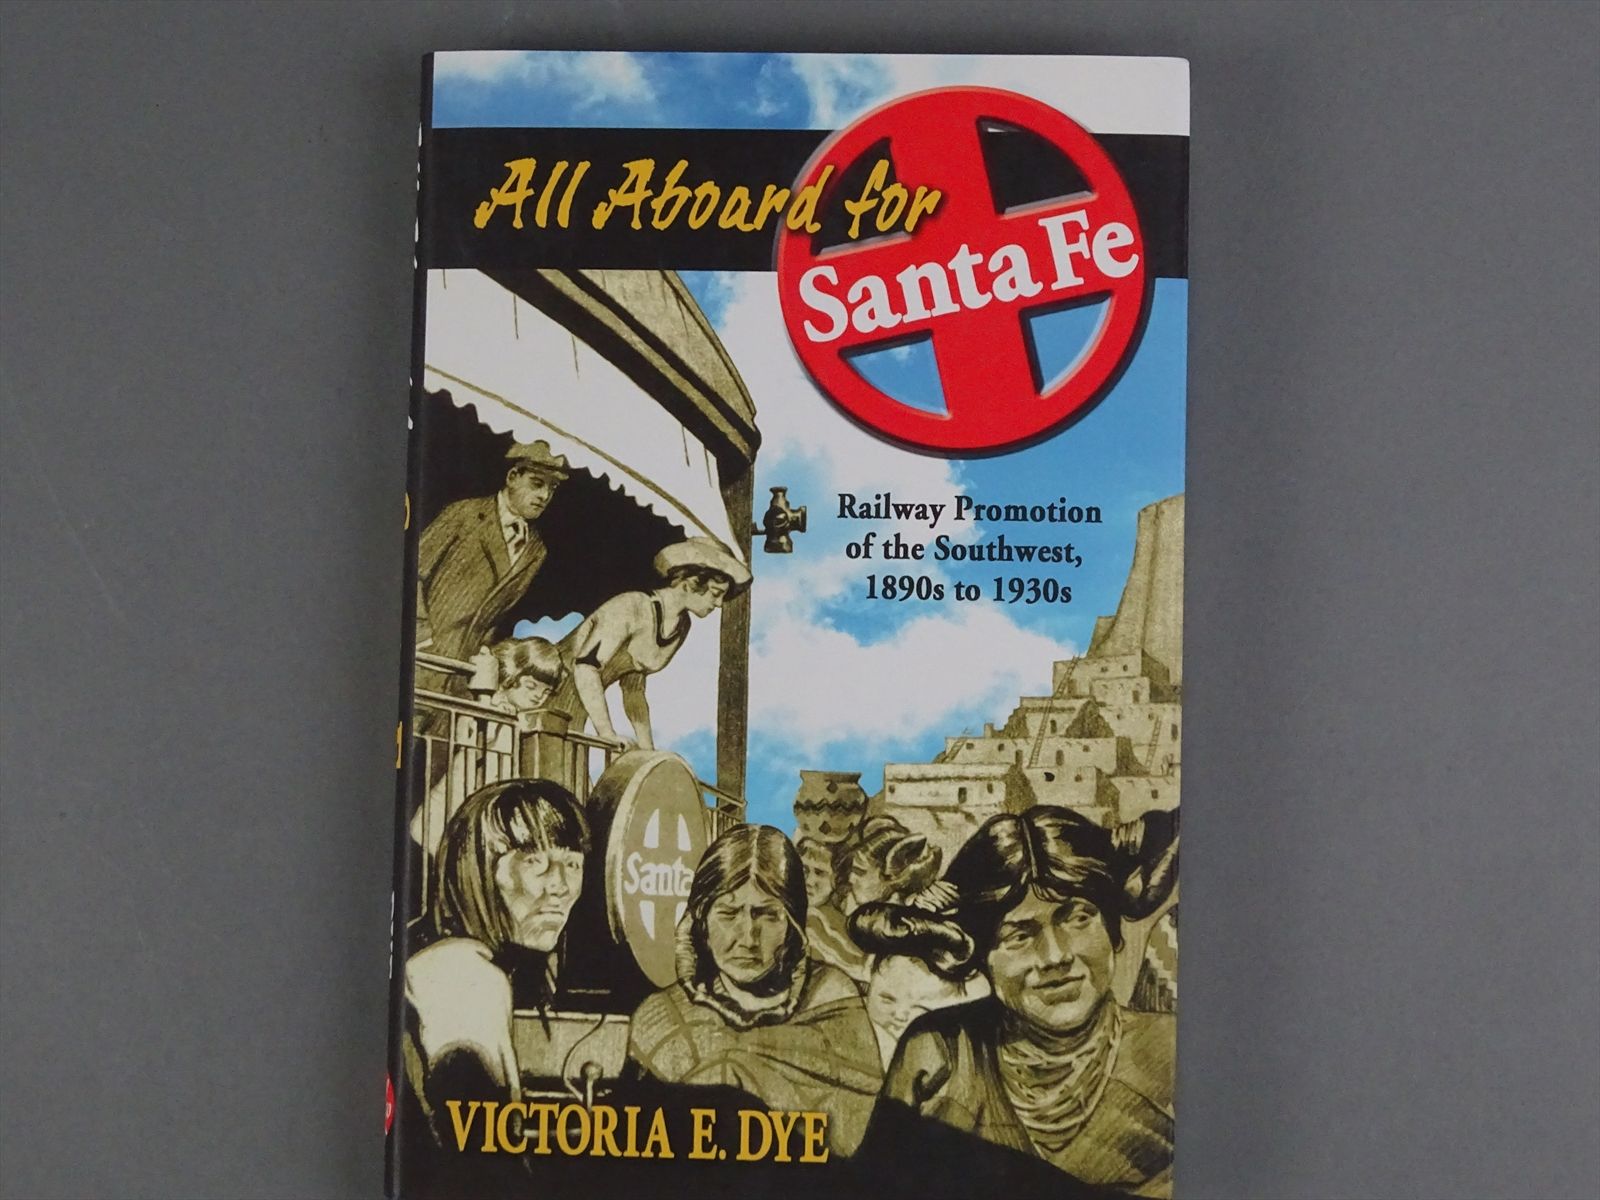 All Aboard for
Santa Fe
Railway Promotion
of the Southwest,
1890s to 1930s
Santa
VICTORIA E. DYE